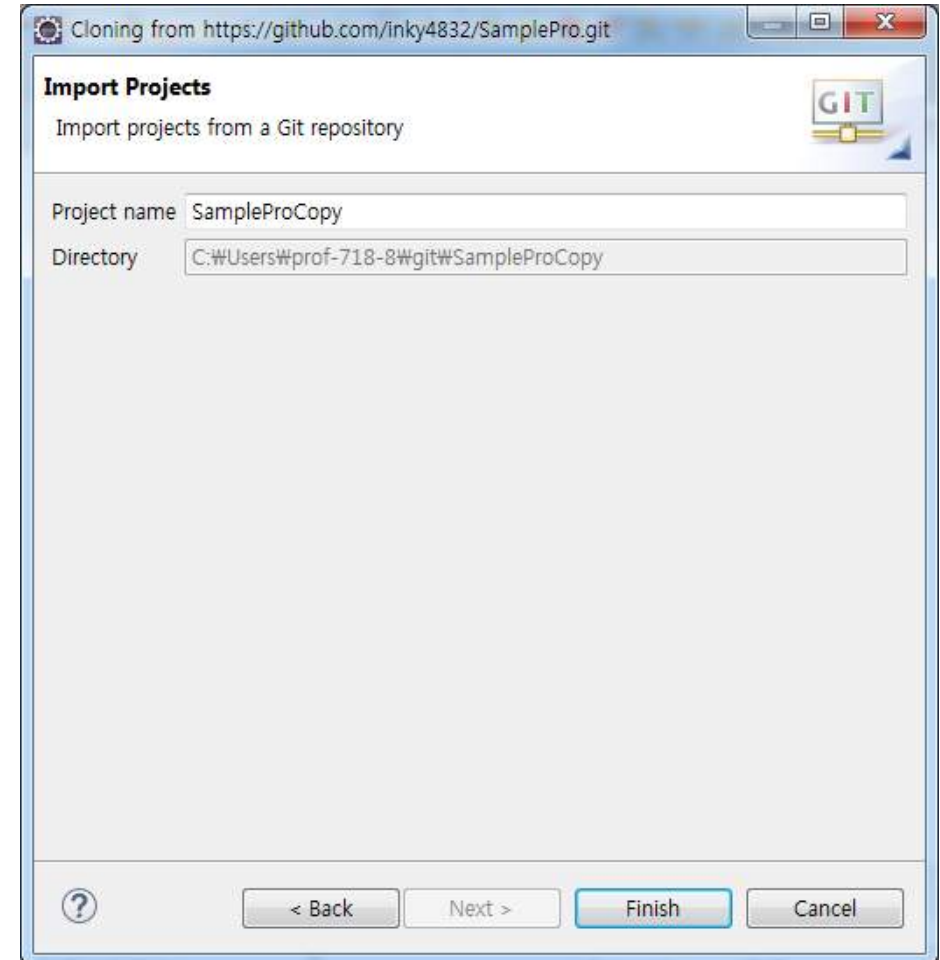 Cloning from https://github.com/inky4832/SamplePro.git
Import Projects
Import projects from a Git repository
GIT
Project name SampleProCopy
Directory C:₩Users₩prof-718-8₩git₩SampleProCopy
?
< Back Next > Finish Cancel